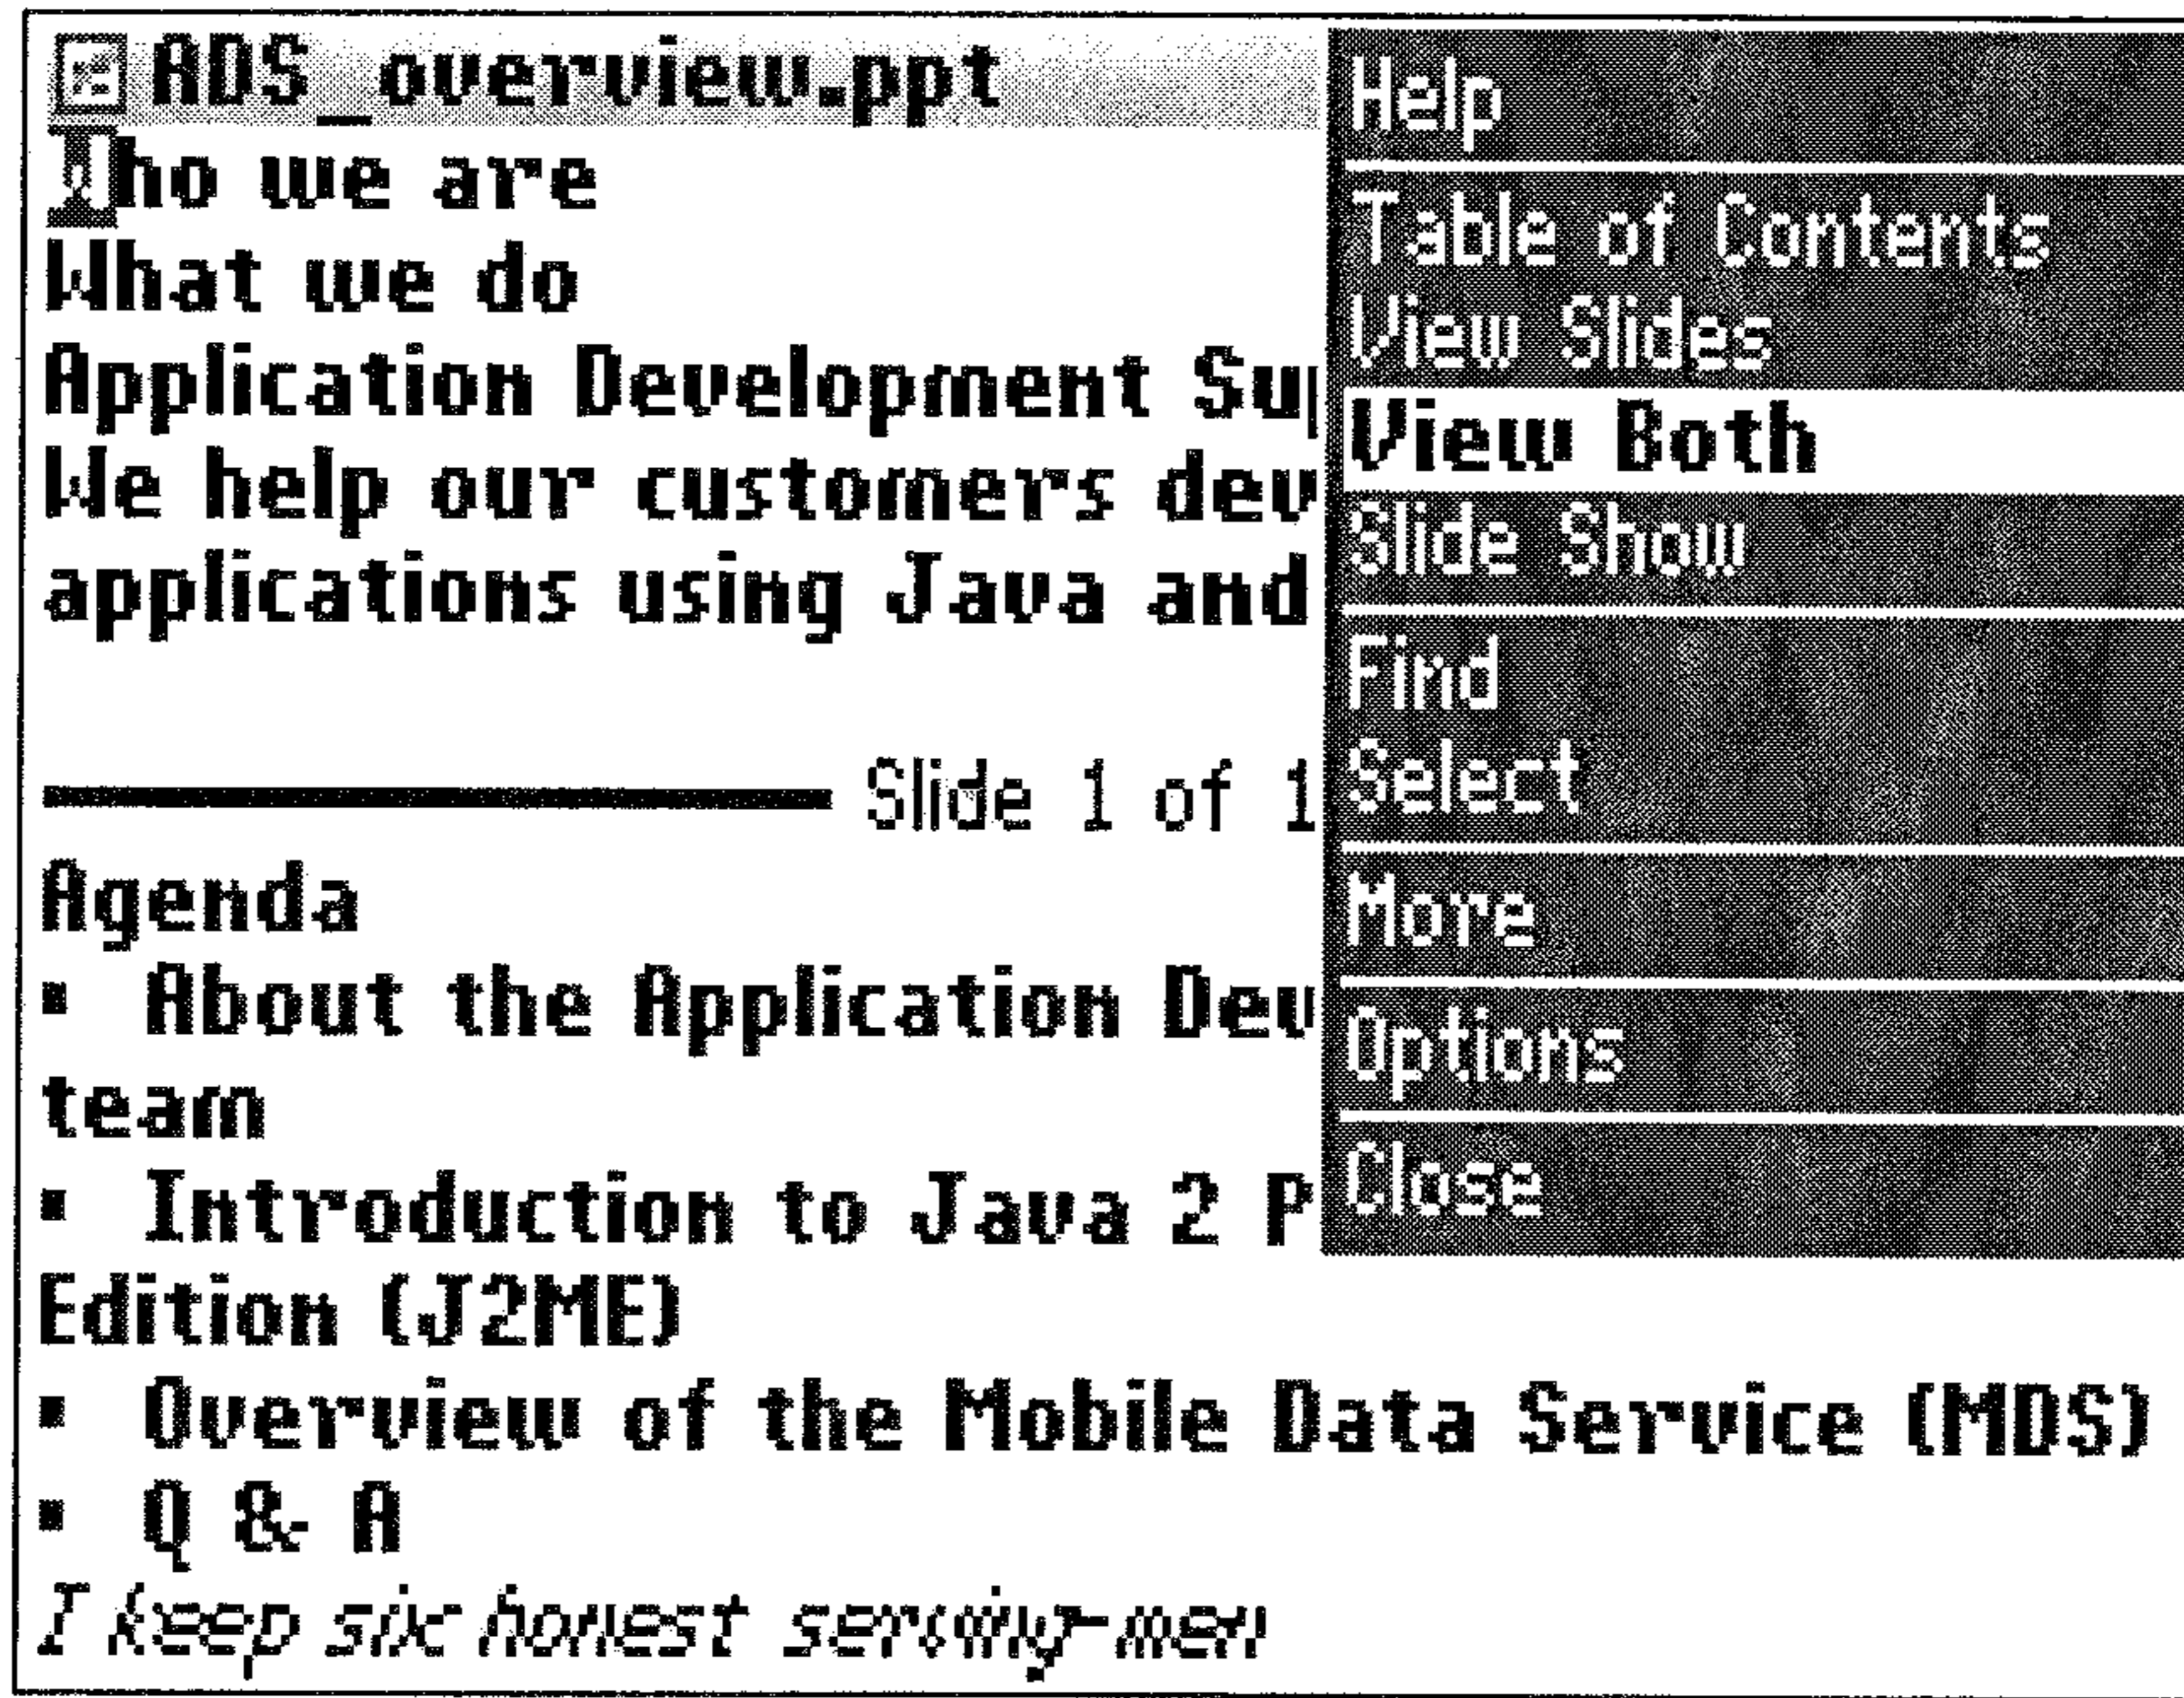 ADS_overview.ppt
Who we are
What we do
Application Development Sup
We help our customers dev
applications using Java and
Slide 1 of 1
Agenda
▪ About the Application Dev
team
▪ Introduction to Java 2 P
Edition (J2ME)
▪ Overview of the Mobile Data Service (MDS)
▪ Q & A
I keep six honest serving-men
Help
Table of Contents
View Slides
View Both
Slide Show
Find
Select
More
Options
Close